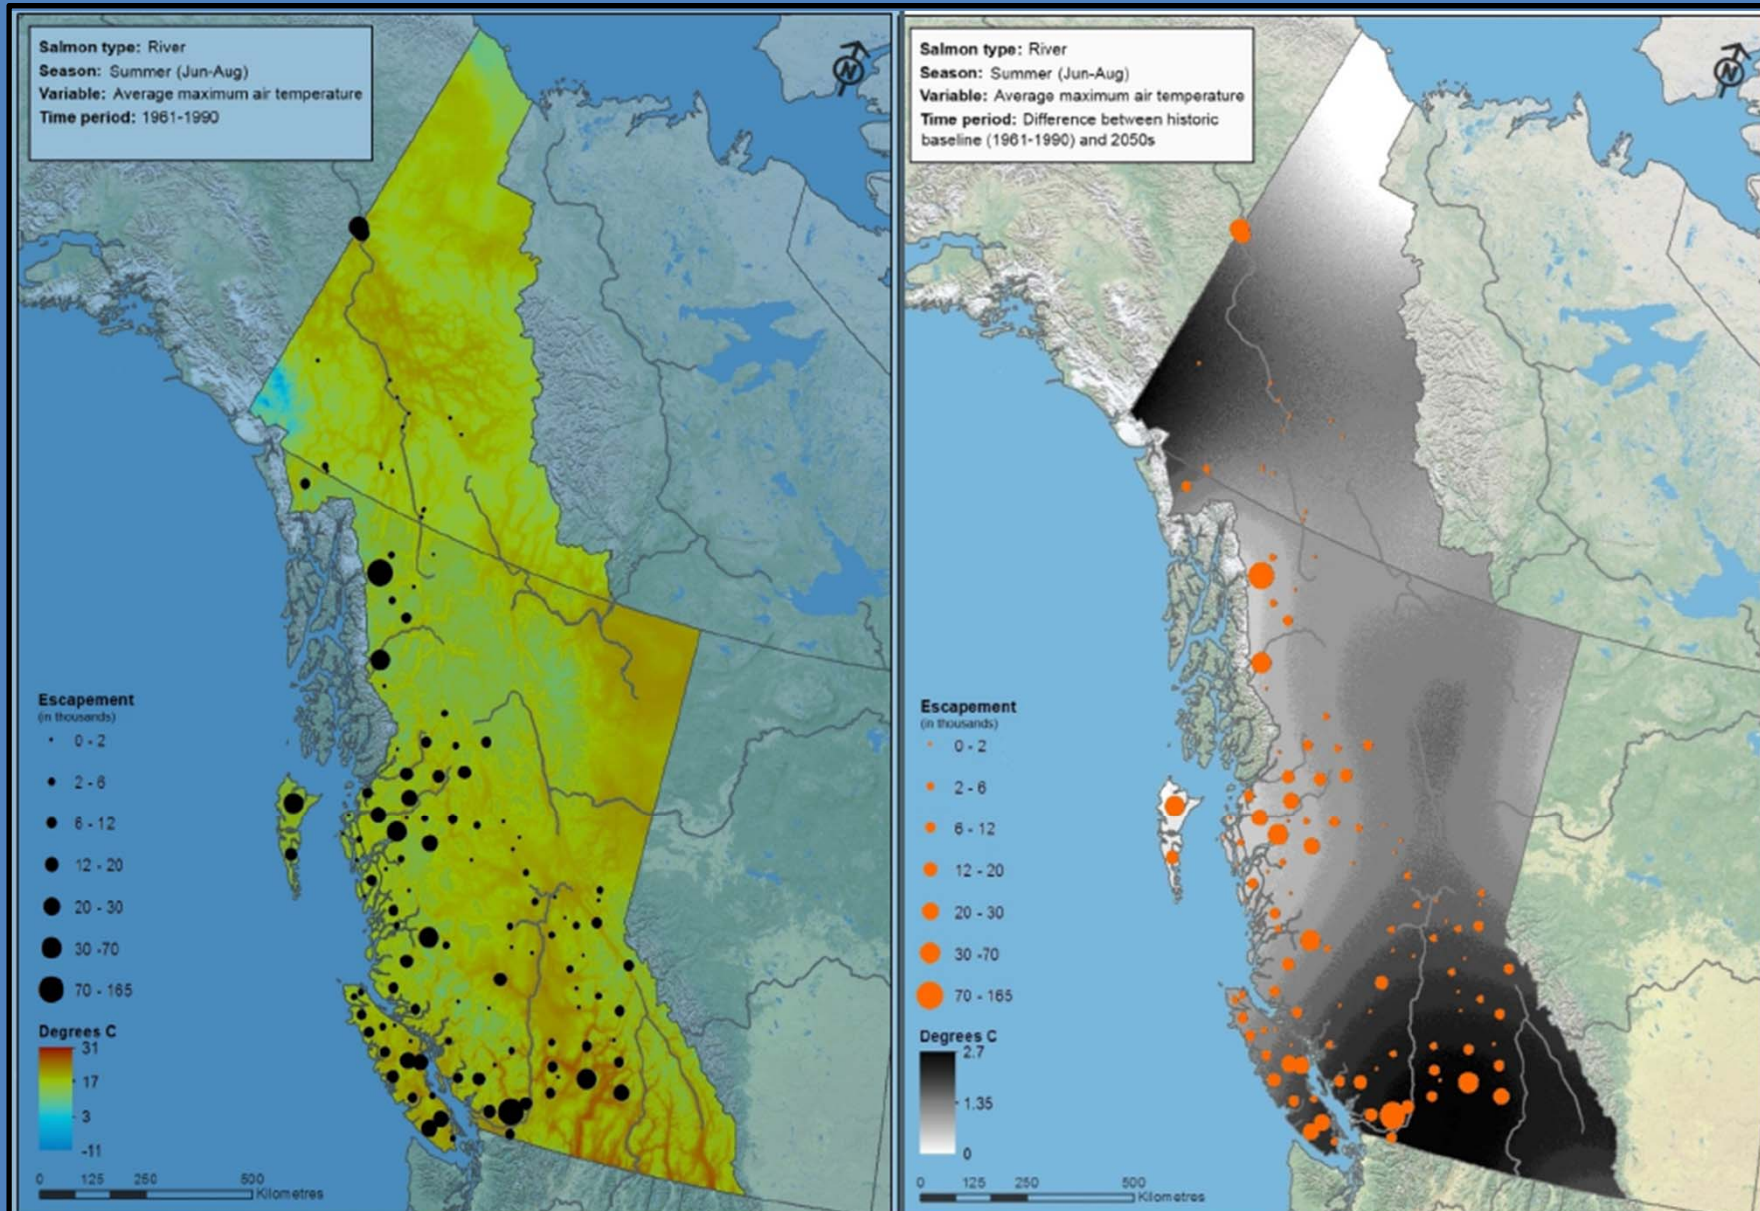 Salmon type: River
Season: Summer (Jun-Aug)
Variable: Average maximum air temperature
Time period: 1961-1990
N
Escapement
(in thousands)
0 - 2
2 - 6
6 - 12
12 - 20
20 - 30
30 -70
70 - 165
Degrees C
31
17
3
-11
0 125 250 500
Kilometres
Salmon type: River
Season: Summer (Jun-Aug)
Variable: Average maximum air temperature
Time period: Difference between historic
baseline (1961-1990) and 2050s
N
Escapement
(in thousands)
0 - 2
2 - 6
6 - 12
12 - 20
20 - 30
30 -70
70 - 165
Degrees C
2.7
1.35
0
0 125 250 500
Kilometres